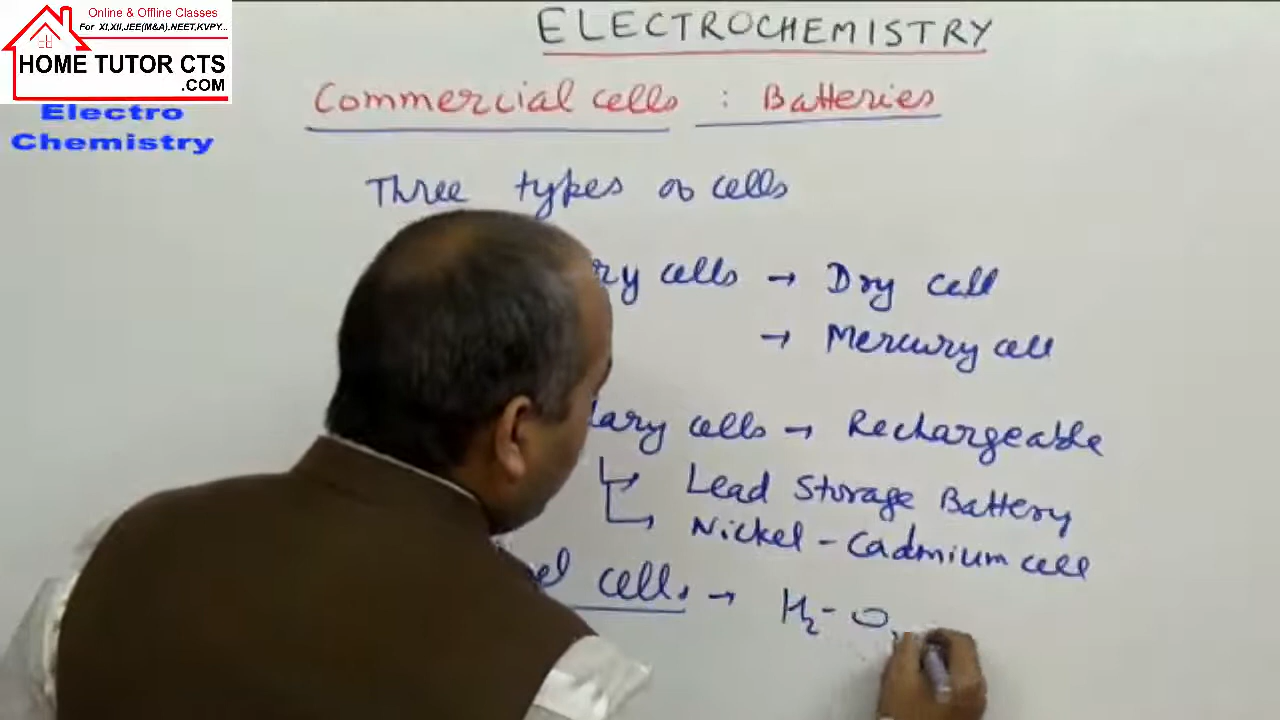 Online & Offline Classes
For XI,XII,JEE(M&A),NEET,KVPY...
HOME TUTOR CTS
.COM
Electro
Chemistry
ELECTROCHEMISTRY
Commercial cells : Batteries
Three types of cells
ry cells → Dry cell
→ Mercury cell
dary cells → Rechargeable
Lead Storage Battery
Nickel - Cadmium cell
el cells → H₂ - O